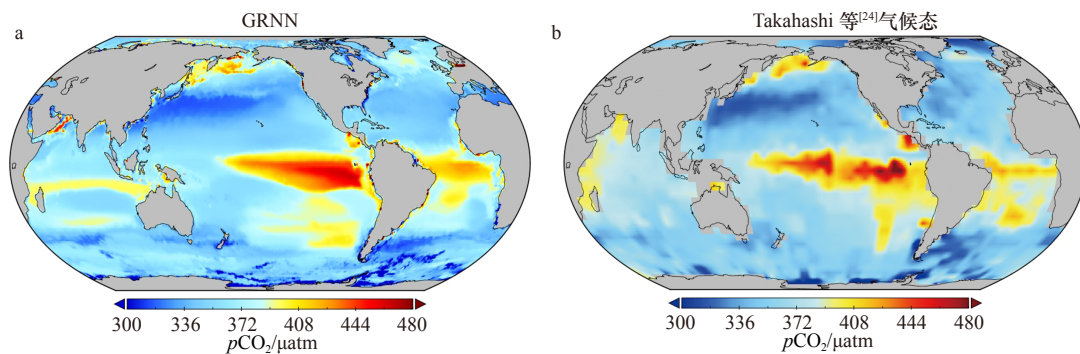 a
GRNN
300 336 372 408 444 480
pCO₂/μatm
b
Takahashi 等[24]气候态
300 336 372 408 444 480
pCO₂/μatm